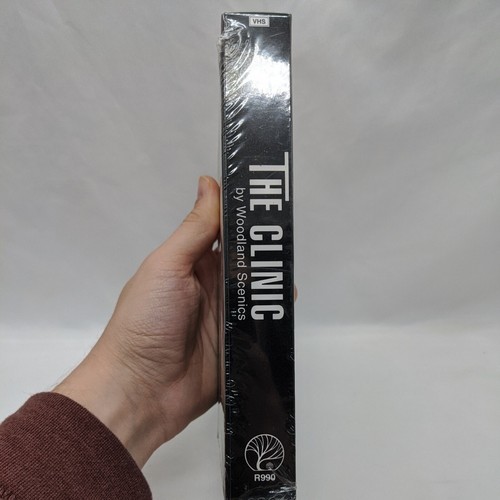 VHS
THE CLINIC
by Woodland Scenics
R990